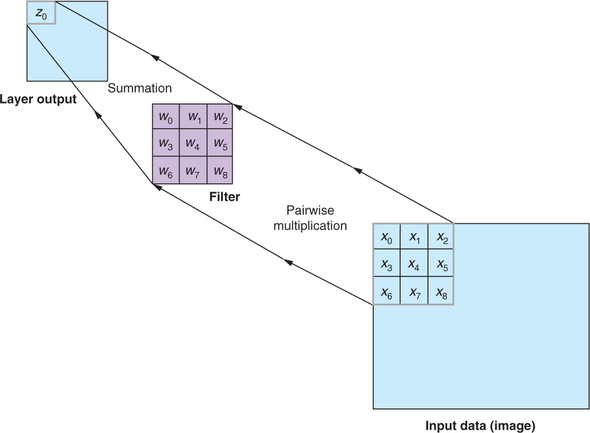 z0
Layer output
Summation
w0 w1 w2
w3 w4 w5
w6 w7 w8
Filter
Pairwise
multiplication
x0 x1 x2
x3 x4 x5
x6 x7 x8
Input data (image)